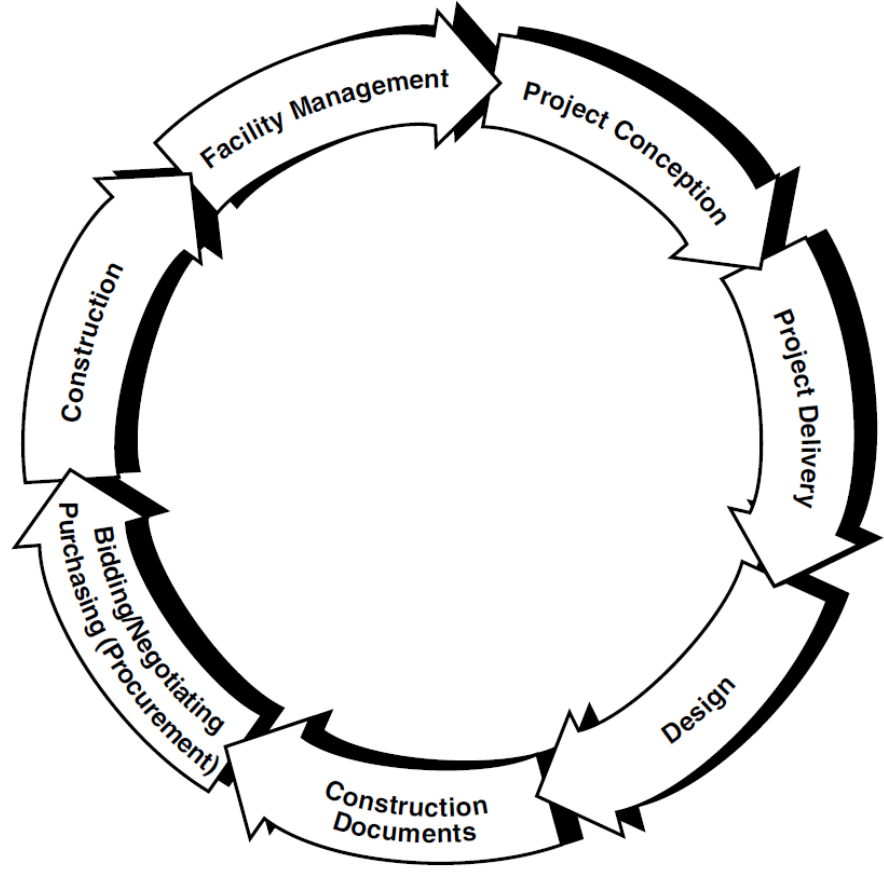 Project Conception
Project Delivery
Design
Construction
Documents
Bidding/Negotiating
Purchasing (Procurement)
Construction
Facility Management